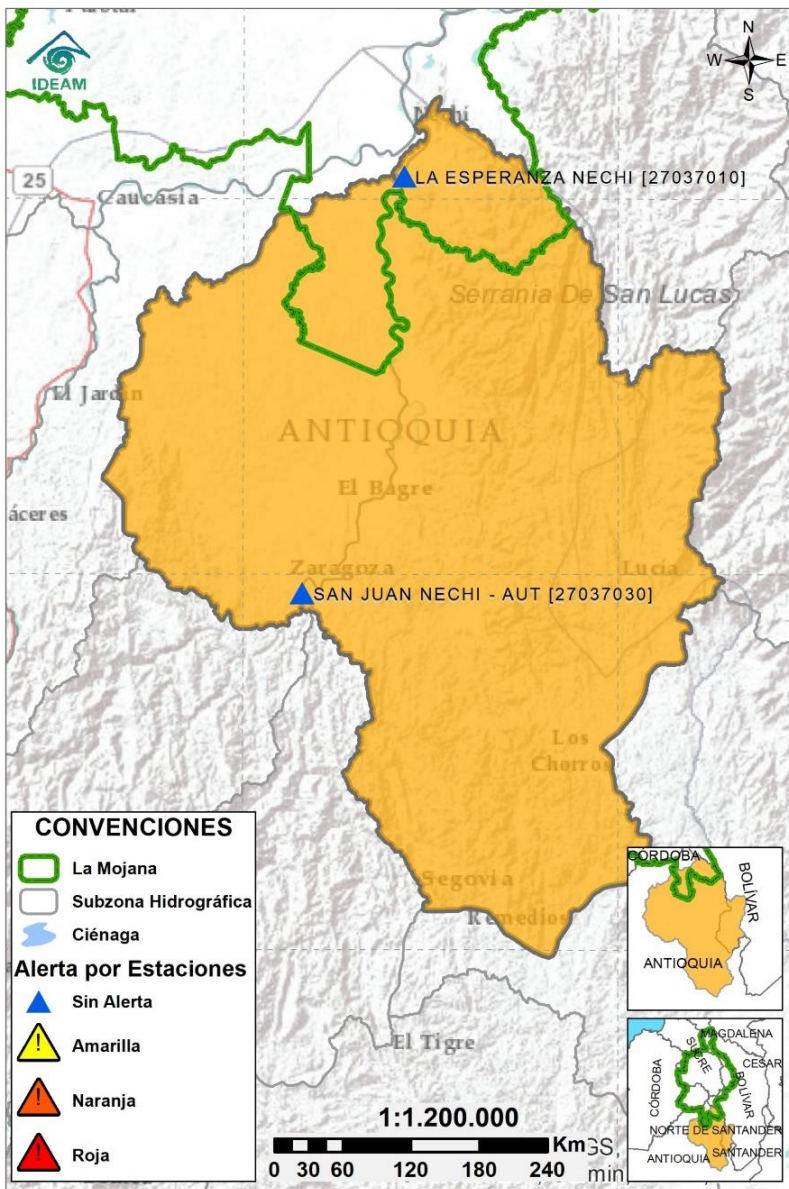 IDEAM
N
W
E
S
Nechi
LA ESPERANZA NECHI [27037010]
25
Caucasia
Serrania De San Lucas
El Jardin
ANTIOQUIA
El Bagre
áceres
Zaragoza
Lucia
SAN JUAN NECHI - AUT [27037030]
Los
Chorros
Segovia
Remedios
El Tigre
CONVENCIONES
La Mojana
Subzona Hidrográfica
Ciénaga
Alerta por Estaciones
Sin Alerta
Amarilla
Naranja
Roja
1:1.200.000
Km
0 30 60 120 180 240
GS,
min
CÓRDOBA
BOLÍVAR
ANTIOQUIA
MAGDALENA
SUCRE
CESAR
CÓRDOBA
BOLÍVAR
NORTE DE SANTANDER
ANTIOQUIA
SANTANDER